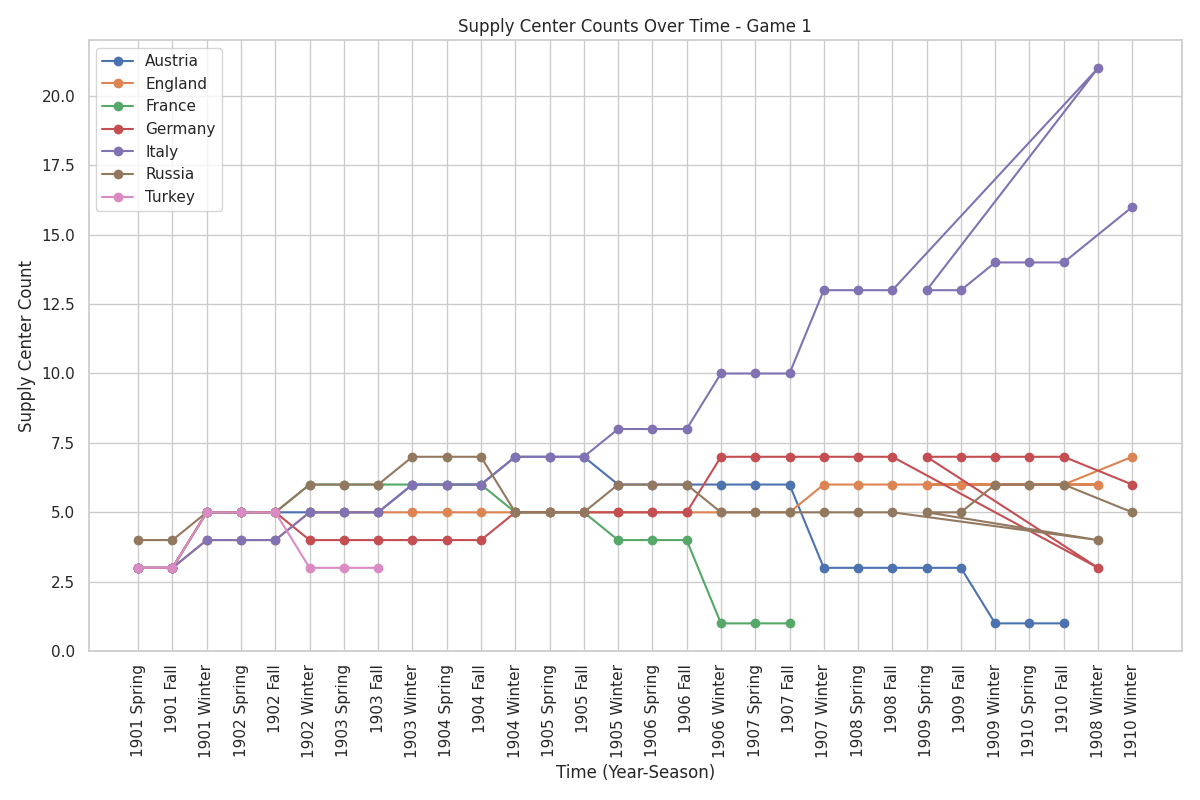 Supply Center Counts Over Time - Game 1
Austria
England
France
Germany
Italy
Russia
Turkey
Supply Center Count
20.0
17.5
15.0
12.5
10.0
7.5
5.0
2.5
0.0
1901 Spring
1901 Fall
1901 Winter
1902 Spring
1902 Fall
1902 Winter
1903 Spring
1903 Fall
1903 Winter
1904 Spring
1904 Fall
1904 Winter
1905 Spring
1905 Fall
1905 Winter
1906 Spring
1906 Fall
1906 Winter
1907 Spring
1907 Fall
1907 Winter
1908 Spring
1908 Fall
1909 Spring
1909 Fall
1909 Winter
1910 Spring
1910 Fall
1908 Winter
1910 Winter
Time (Year-Season)